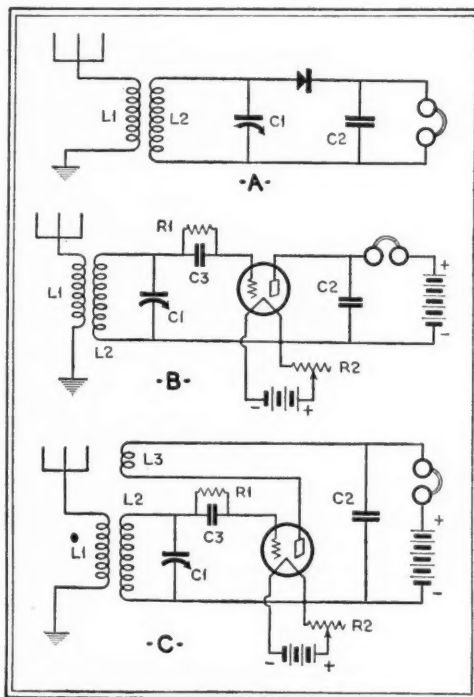 L1
L2
C1
C2
-A-
R1
C3
L1
L2
C1
C2
+
-
R2
- +
-B-
L3
L2
R1
C3
L1
C1
C2
+
-
R2
- +
-C-